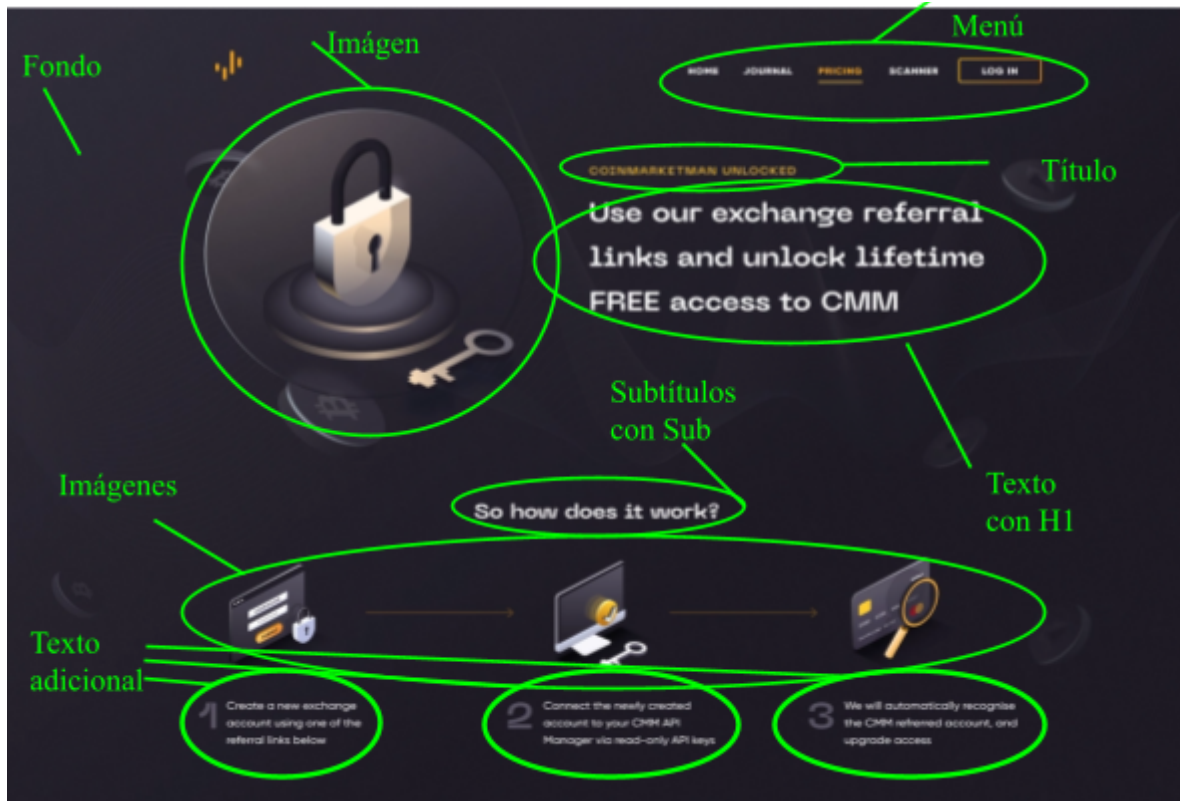 Menú
Imágen
Fondo
HOME JOURNAL PRICING SCANNER LOG IN
COINMARKETMAN UNLOCKED
Título
Use our exchange referral
links and unlock lifetime
FREE access to CMM
Subtítulos
con Sub
Imágenes
Texto
con H1
So how does it work?
Texto
adicional
1 Create a new exchange
account using one of the
referral links below
2 Connect the newly created
account to your CMM API
Manager via read-only API keys
3 We will automatically recognise
the CMM referred account, and
upgrade access